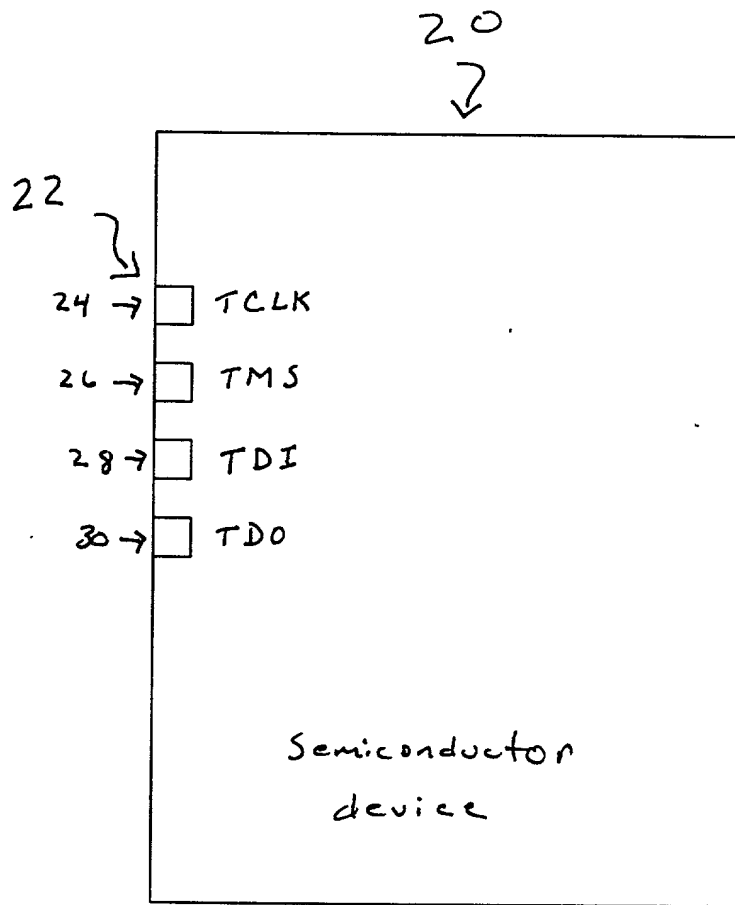 20
22
24 TCLK
26 TMS
28 TDI
30 TDO
Semiconductor
device